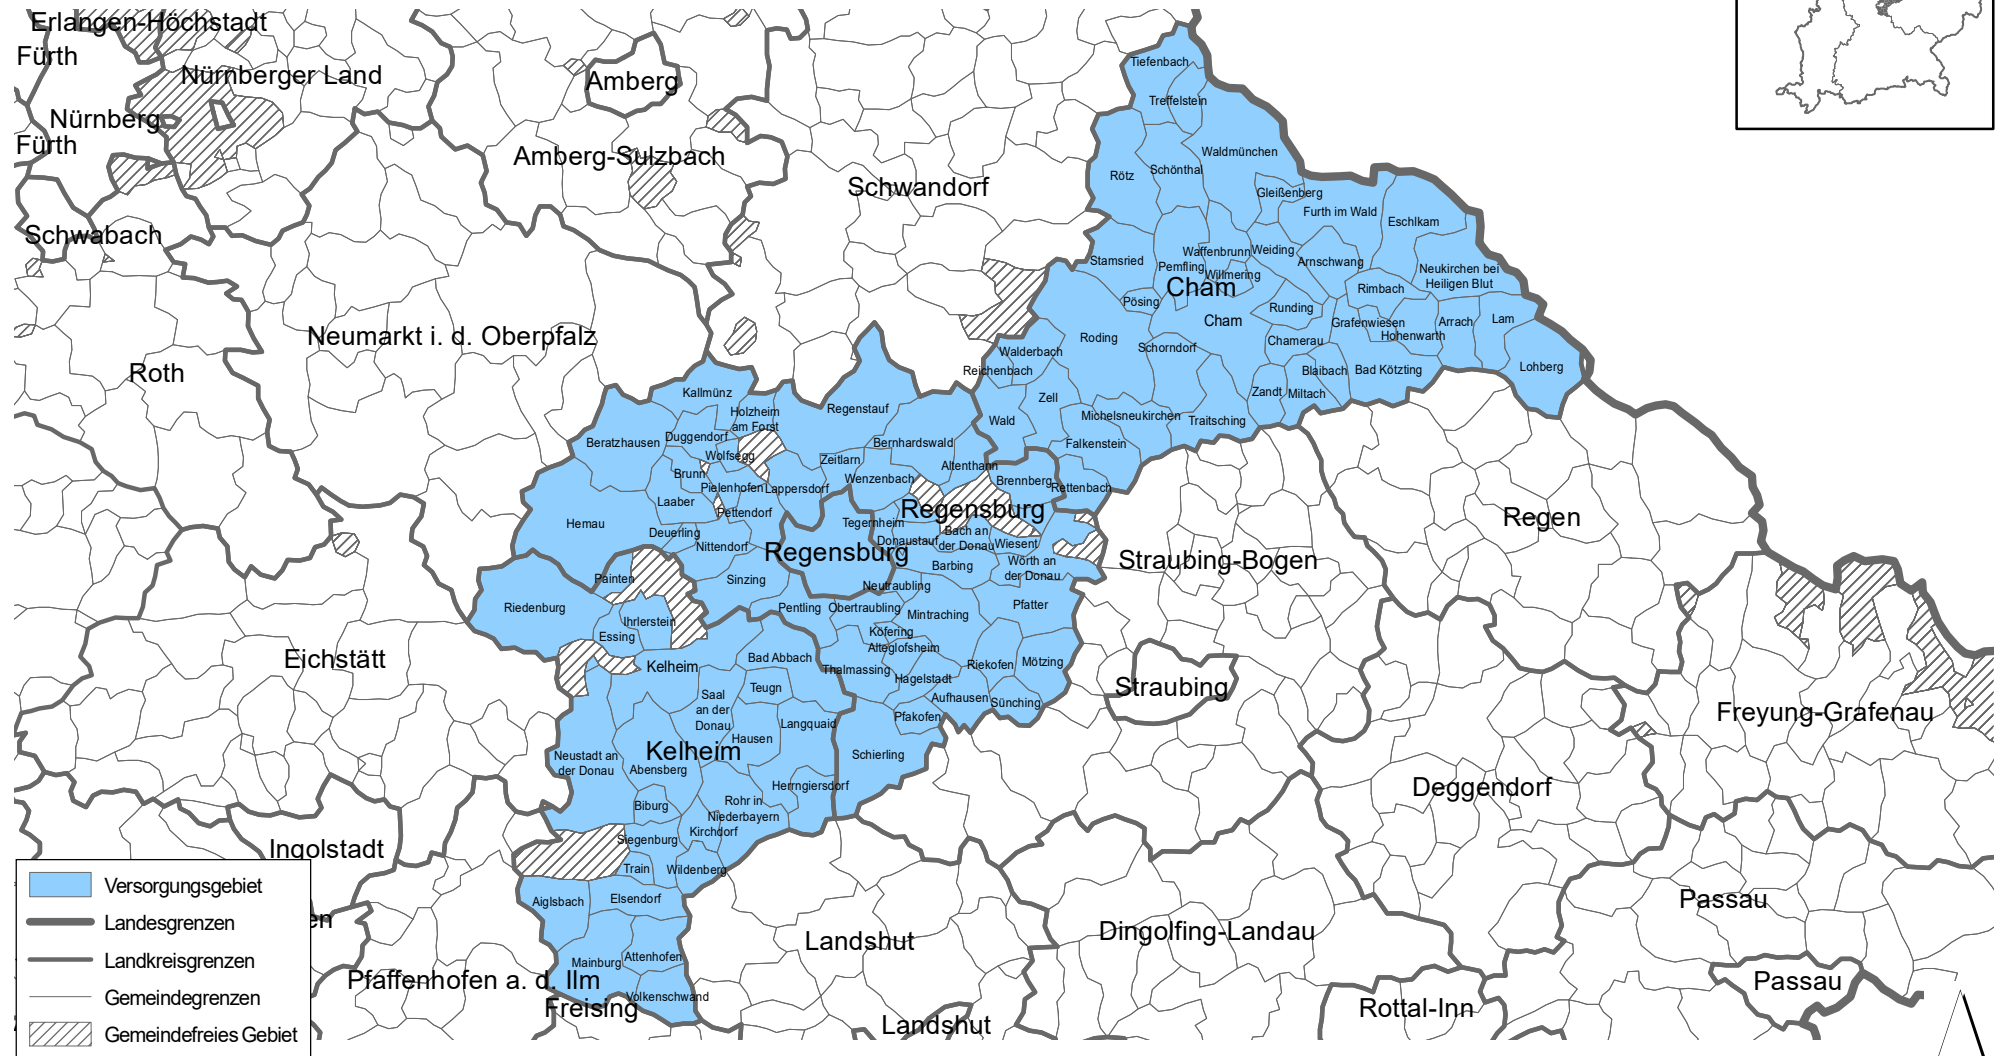 Erlangen-Höchstadt
Fürth
Nürnberger Land
Amberg
Nürnberg
Fürth
Amberg-Sulzbach
Schwandorf
Schwabach
Neumarkt i. d. Oberpfalz
Roth
Tiefenbach
Treffelstein
Waldmünchen
Rötz
Schönthal
Gleißenberg
Furth im Wald
Eschlkam
Stamsried
Waffenbrunn
Weiding
Pemfling
Willmering
Arnschwang
Neukirchen bei
Heiligen Blut
Cham
Pösing
Rimbach
Runding
Cham
Grafenwiesen
Hohenwarth
Arrach
Lam
Roding
Schorndorf
Chamerau
Walderbach
Reichenbach
Blaibach
Bad Kötzting
Lohberg
Zell
Zandt
Miltach
Wald
Michelsneukirchen
Traitsching
Falkenstein
Rettenbach
Kallmünz
Holzheim
am Forst
Regenstauf
Beratzhausen
Duggendorf
Bernhardswald
Wolfsegg
Zeitlarn
Altenthann
Brunn
Wenzenbach
Brennberg
Pielenhofen
Lappersdorf
Laaber
Pettendorf
Regensburg
Hemau
Tegernheim
Deuerling
Nittendorf
Donaustauf
Bach an
der Donau
Wiesent
Regensburg
Barbing
Wörth an
der Donau
Painten
Sinzing
Neutraubling
Riedenburg
Pentling
Obertraubling
Mintraching
Pfatter
Ihrlerstein
Essing
Köfering
Alteglofsheim
Kelheim
Bad Abbach
Thalmassing
Riekofen
Mötzing
Hagelstadt
Teugn
Saal
an der
Donau
Aufhausen
Sünching
Pfakofen
Langquaid
Hausen
Kelheim
Schierling
Neustadt an
der Donau
Abensberg
Herrngiersdorf
Biburg
Rohr in
Niederbayern
Kirchdorf
Siegenburg
Train
Wildenberg
Aiglsbach
Elsendorf
Mainburg
Attenhofen
Volkenschwand
Regen
Straubing-Bogen
Straubing
Eichstätt
Freyung-Grafenau
Deggendorf
Ingolstadt
Passau
Dingolfing-Landau
Landshut
Pfaffenhofen a. d. Ilm
Freising
Passau
Rottal-Inn
Landshut
en
Versorgungsgebiet
Landesgrenzen
Landkreisgrenzen
Gemeindegrenzen
Gemeindefreies Gebiet